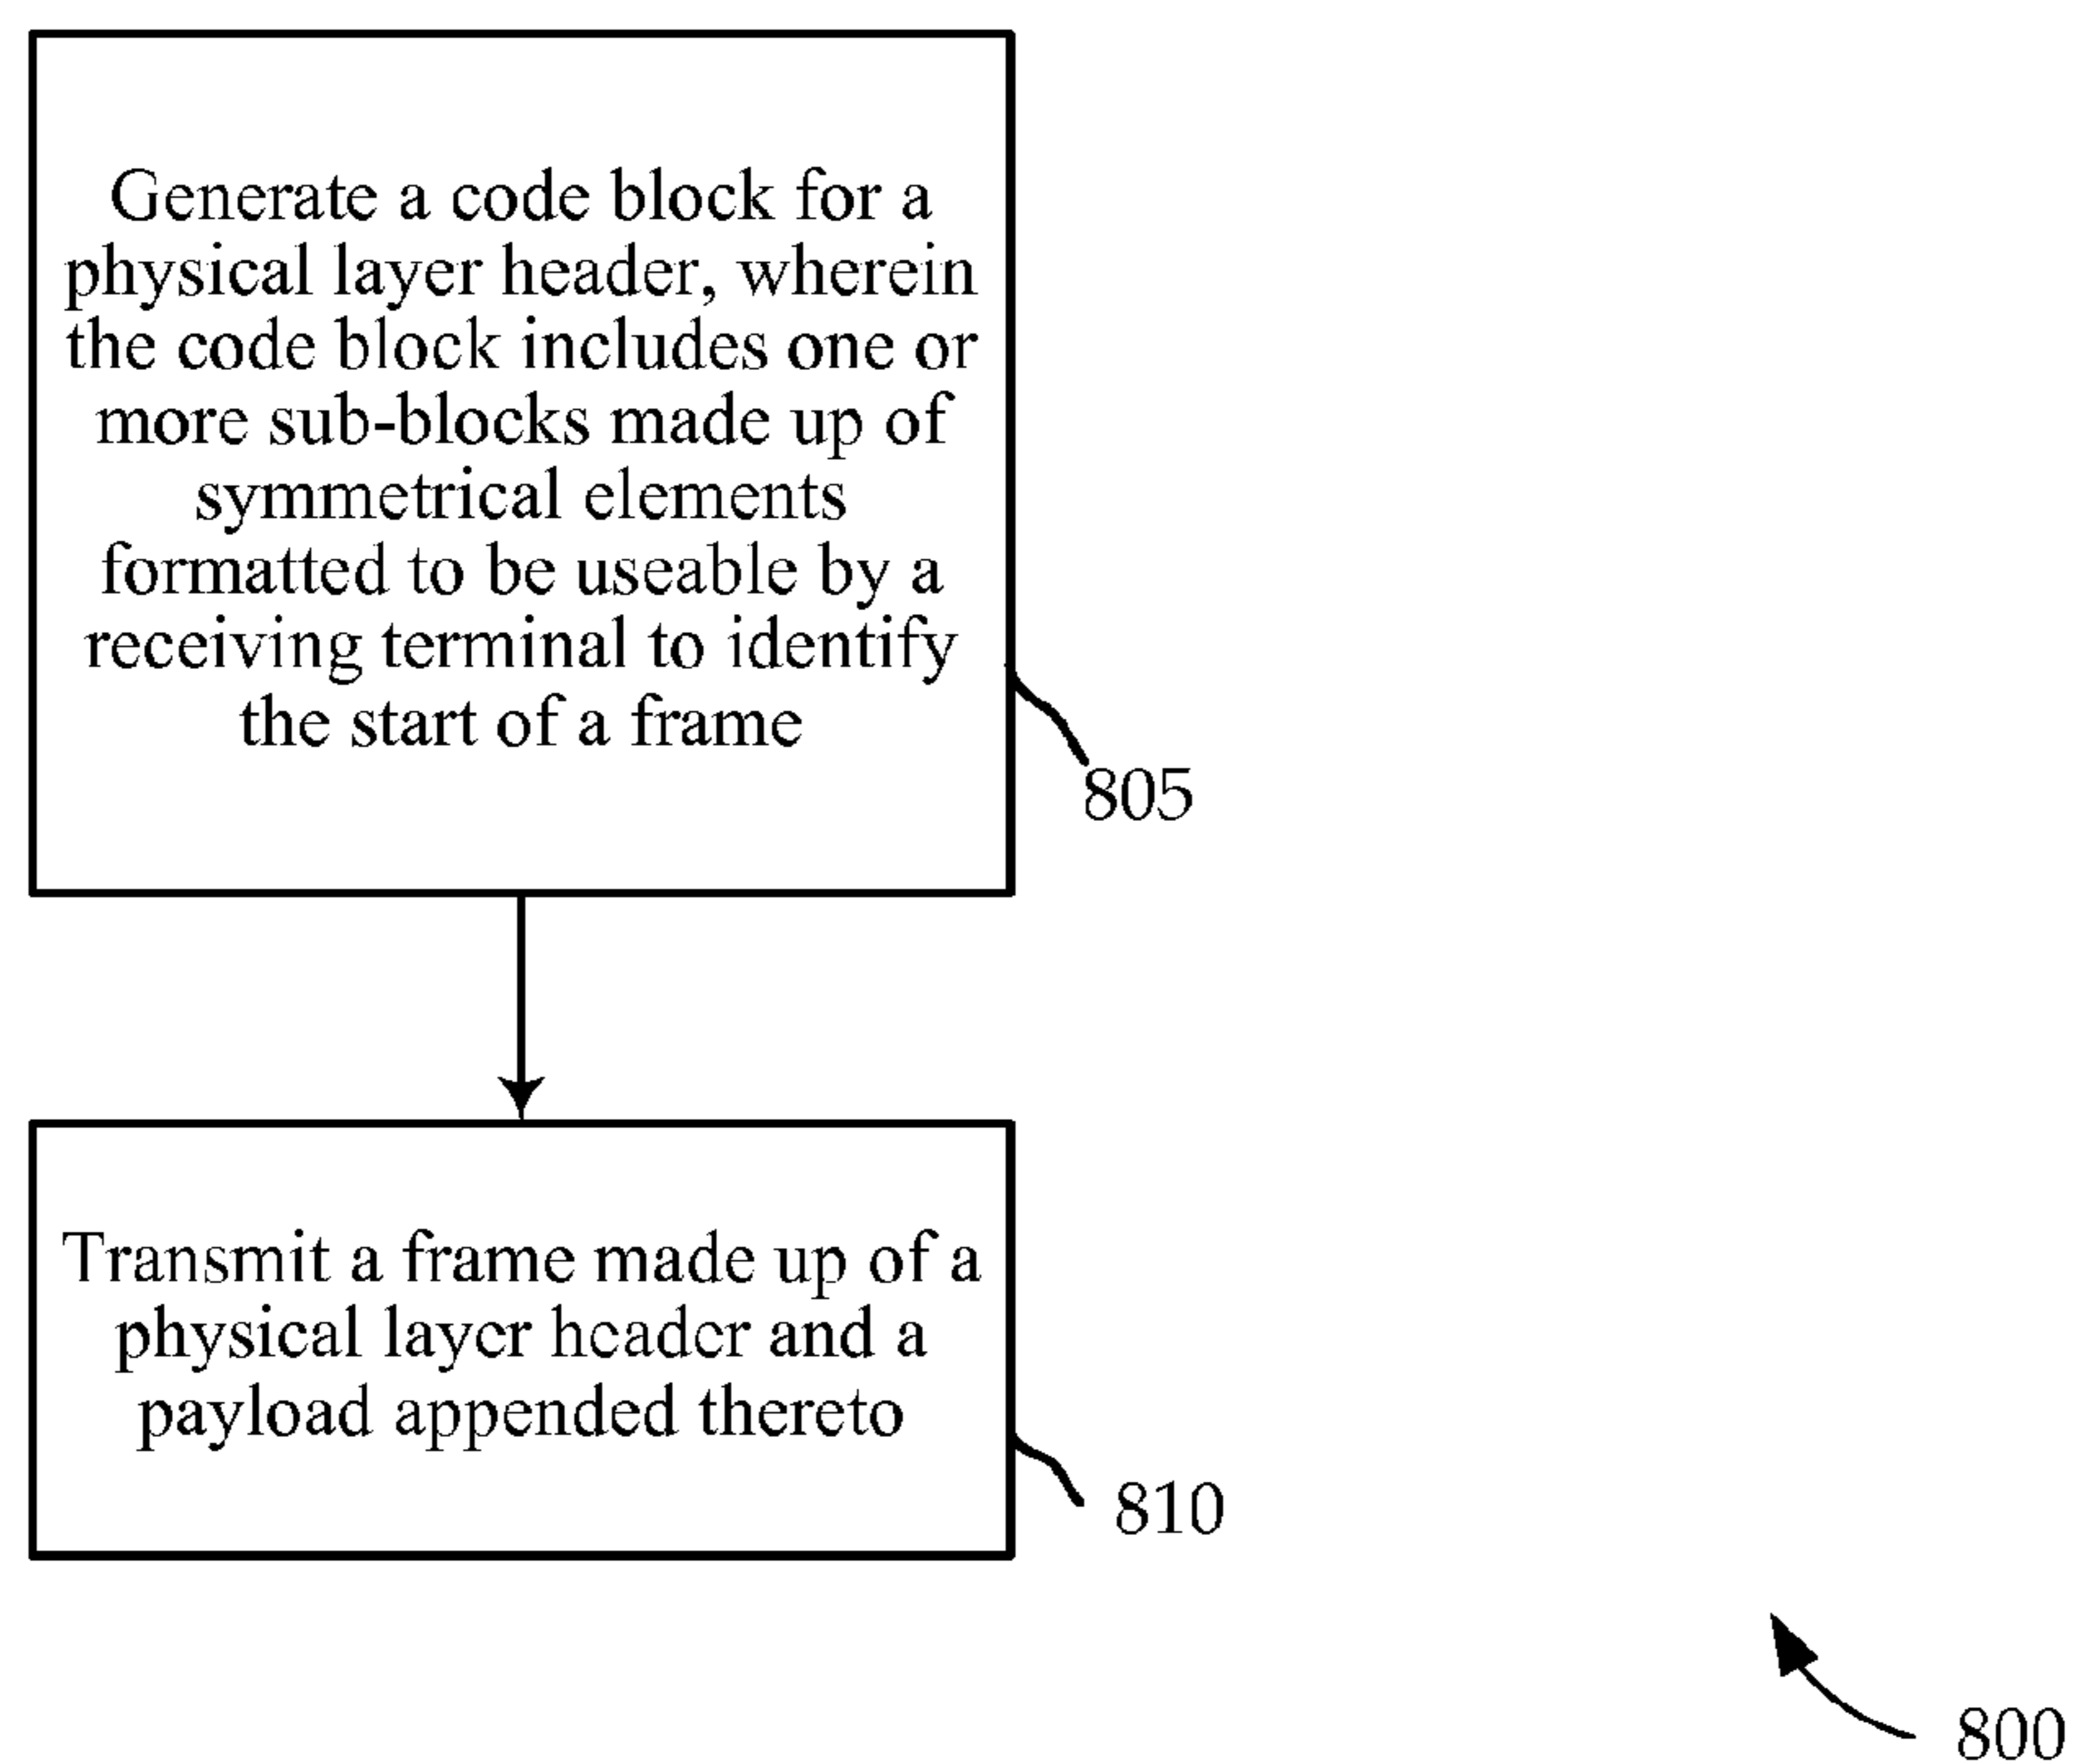 Generate a code block for a
physical layer header, wherein
the code block includes one or
more sub-blocks made up of
symmetrical elements
formatted to be useable by a
receiving terminal to identify
the start of a frame
805
Transmit a frame made up of a
physical layer header and a
payload appended thereto
810
800